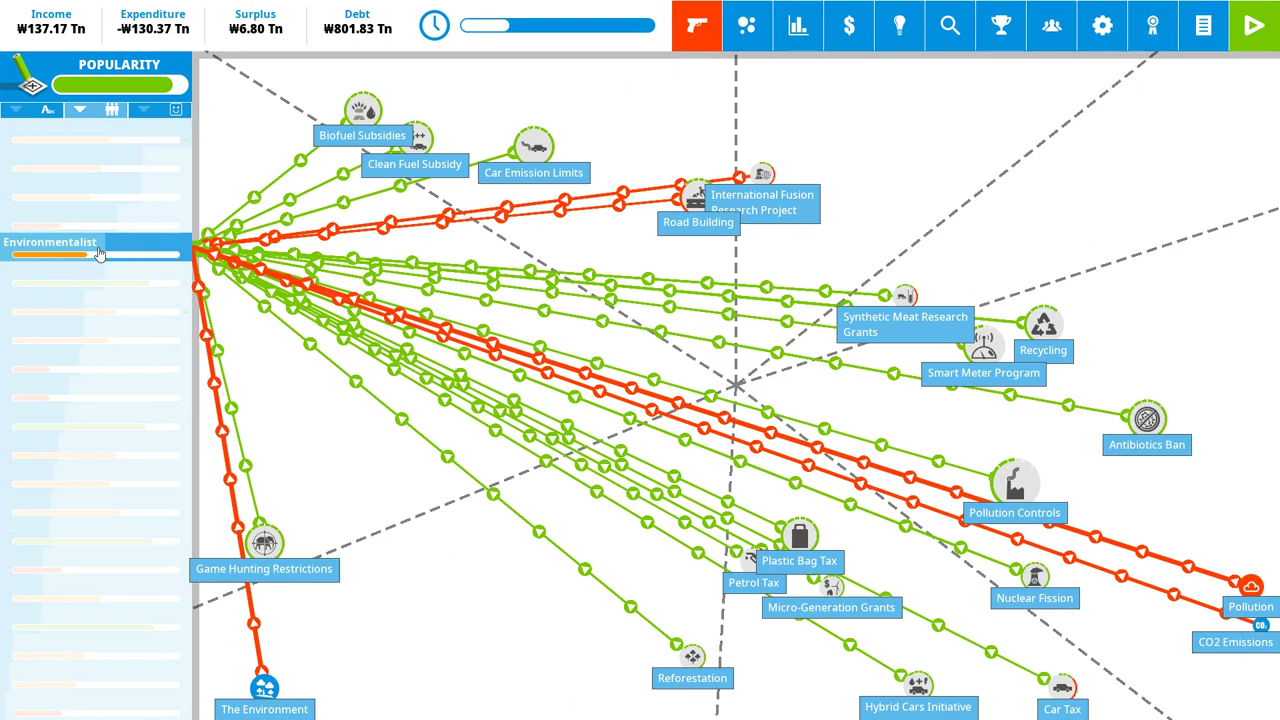 Income
₩137.17 Tn
Expenditure
-₩130.37 Tn
Surplus
₩6.80 Tn
Debt
₩801.83 Tn
$
POPULARITY
Abc
Environmentalist
Biofuel Subsidies
Clean Fuel Subsidy
Car Emission Limits
International Fusion
Research Project
Road Building
Synthetic Meat Research
Grants
Recycling
Smart Meter Program
Antibiotics Ban
Pollution Controls
Plastic Bag Tax
Game Hunting Restrictions
Petrol Tax
Micro-Generation Grants
Nuclear Fission
Pollution
CO2
CO2 Emissions
Reforestation
The Environment
Hybrid Cars Initiative
Car Tax